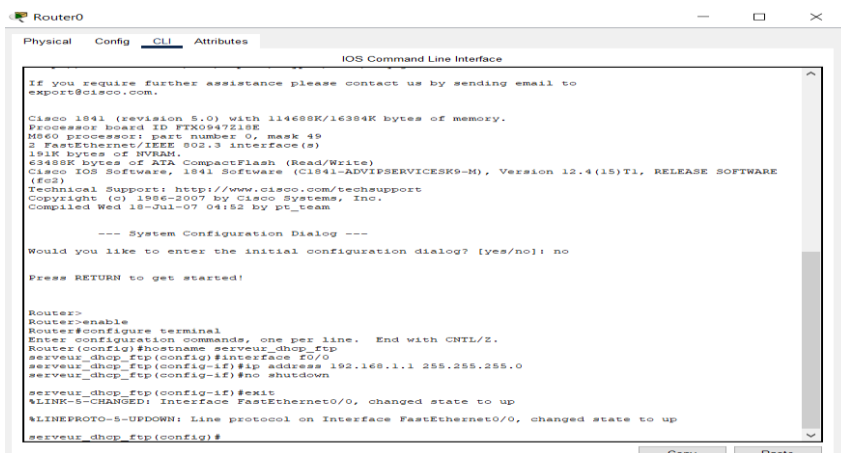 Router0
Physical Config CLI Attributes
IOS Command Line Interface
If you require further assistance please contact us by sending email to
export@cisco.com.
Cisco 1841 (revision 5.0) with 114688K/16384K bytes of memory.
Processor board ID FTX0947Z18E
M860 processor: part number 0, mask 49
2 FastEthernet/IEEE 802.3 interface(s)
191K bytes of NVRAM.
63488K bytes of ATA CompactFlash (Read/Write)
Cisco IOS Software, 1841 Software (C1841-ADVIPSERVICESK9-M), Version 12.4(15)T1, RELEASE SOFTWARE
(fc2)
Technical Support: http://www.cisco.com/techsupport
Copyright (c) 1986-2007 by Cisco Systems, Inc.
Compiled Wed 18-Jul-07 04:52 by pt_team
--- System Configuration Dialog ---
Would you like to enter the initial configuration dialog? [yes/no]: no
Press RETURN to get started!
Router>
Router>enable
Router#configure terminal
Enter configuration commands, one per line. End with CNTL/Z.
Router(config)#hostname serveur_dhcp_ftp
serveur_dhcp_ftp(config)#interface f0/0
serveur_dhcp_ftp(config-if)#ip address 192.168.1.1 255.255.255.0
serveur_dhcp_ftp(config-if)#no shutdown
serveur_dhcp_ftp(config-if)#exit
%LINK-5-CHANGED: Interface FastEthernet0/0, changed state to up
%LINEPROTO-5-UPDOWN: Line protocol on Interface FastEthernet0/0, changed state to up
serveur_dhcp_ftp(config)#
Copy Paste